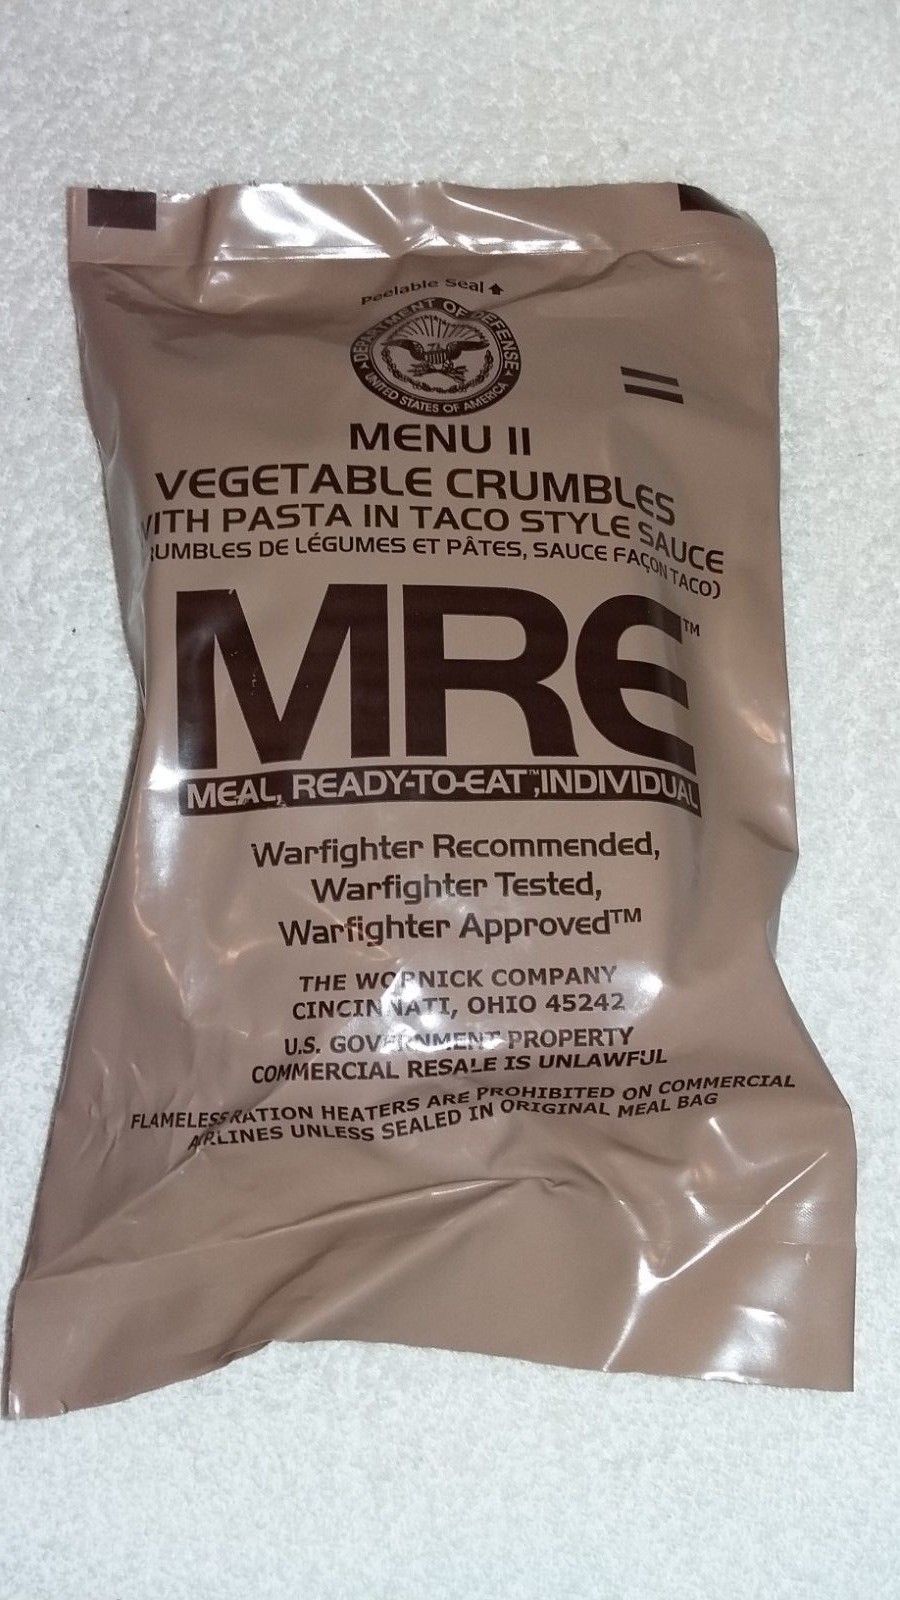 Peelable Seal
DEPARTMENT OF DEFENSE
UNITED STATES OF AMERICA
MENU 11
VEGETABLE CRUMBLES
WITH PASTA IN TACO STYLE SAUCE
RUMBLES DE LÉGUMES ET PÂTES, SAUCE FAÇON TACO)
MRE™
MEAL, READY-TO-EAT™, INDIVIDUAL
Warfighter Recommended,
Warfighter Tested,
Warfighter Approved™
THE WORNICK COMPANY
CINCINNATI, OHIO 45242
U.S. GOVERNMENT PROPERTY
COMMERCIAL RESALE IS UNLAWFUL
FLAMELESS RATION HEATERS ARE PROHIBITED ON COMMERCIAL
AIRLINES UNLESS SEALED IN ORIGINAL MEAL BAG